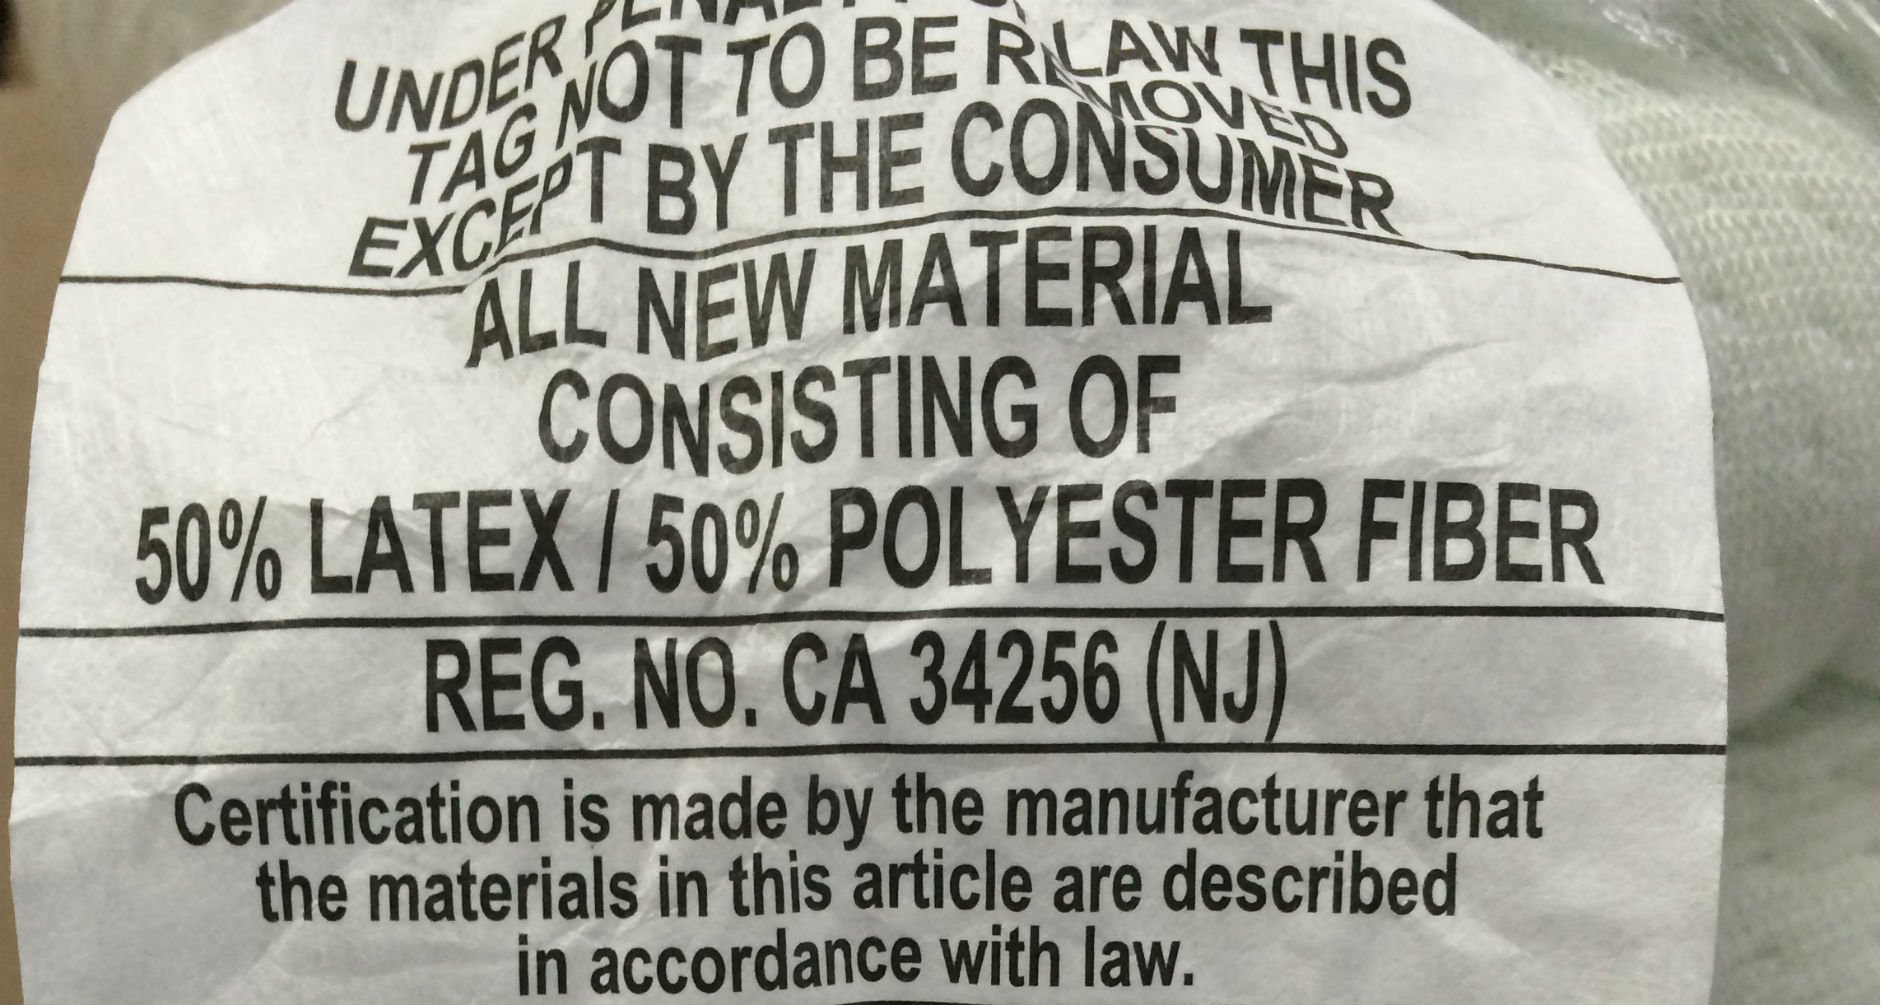 UNDER PENALTY OF LAW THIS
TAG NOT TO BE REMOVED
EXCEPT BY THE CONSUMER
ALL NEW MATERIAL
CONSISTING OF
50% LATEX / 50% POLYESTER FIBER
REG. NO. CA 34256 (NJ)
Certification is made by the manufacturer that
the materials in this article are described
in accordance with law.